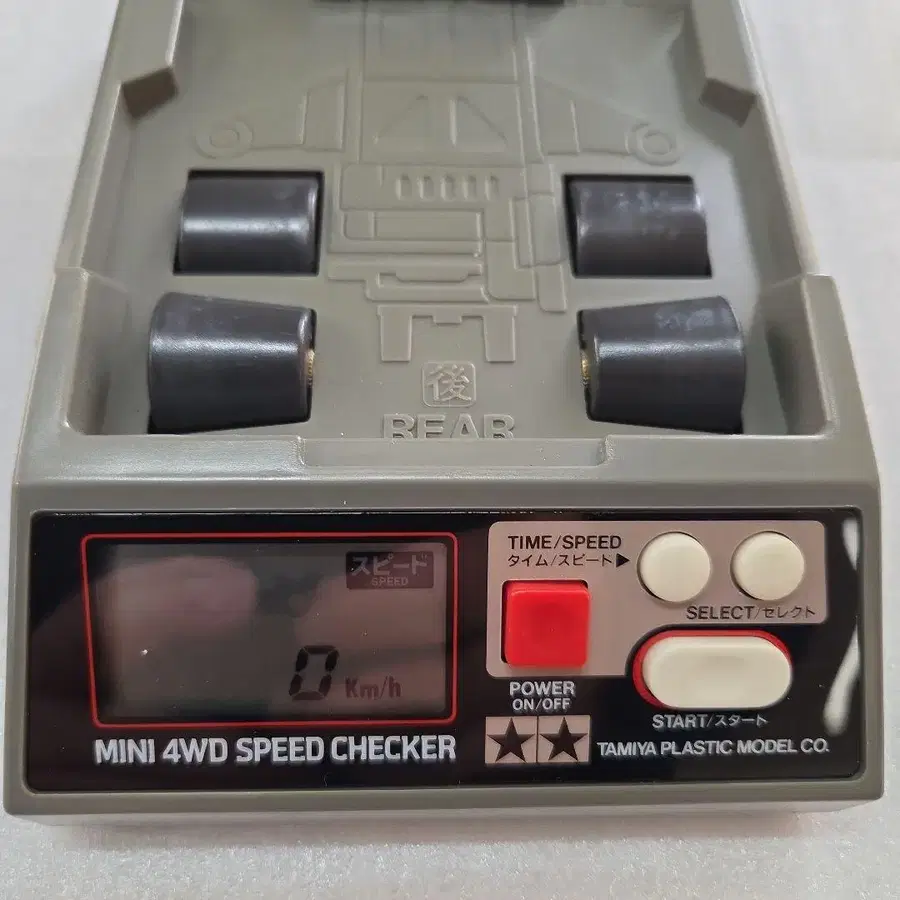 後
REAR
スピード
SPEED
0 Km/h
MINI 4WD SPEED CHECKER
TIME/SPEED
タイム/スピード▶
SELECT/セレクト
POWER
ON/OFF
START/スタート
TAMIYA PLASTIC MODEL CO.